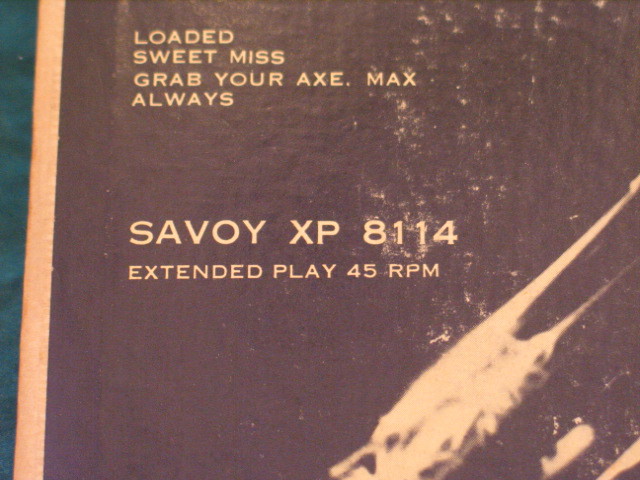 LOADED
SWEET MISS
GRAB YOUR AXE. MAX
ALWAYS
SAVOY XP 8114
EXTENDED PLAY 45 RPM